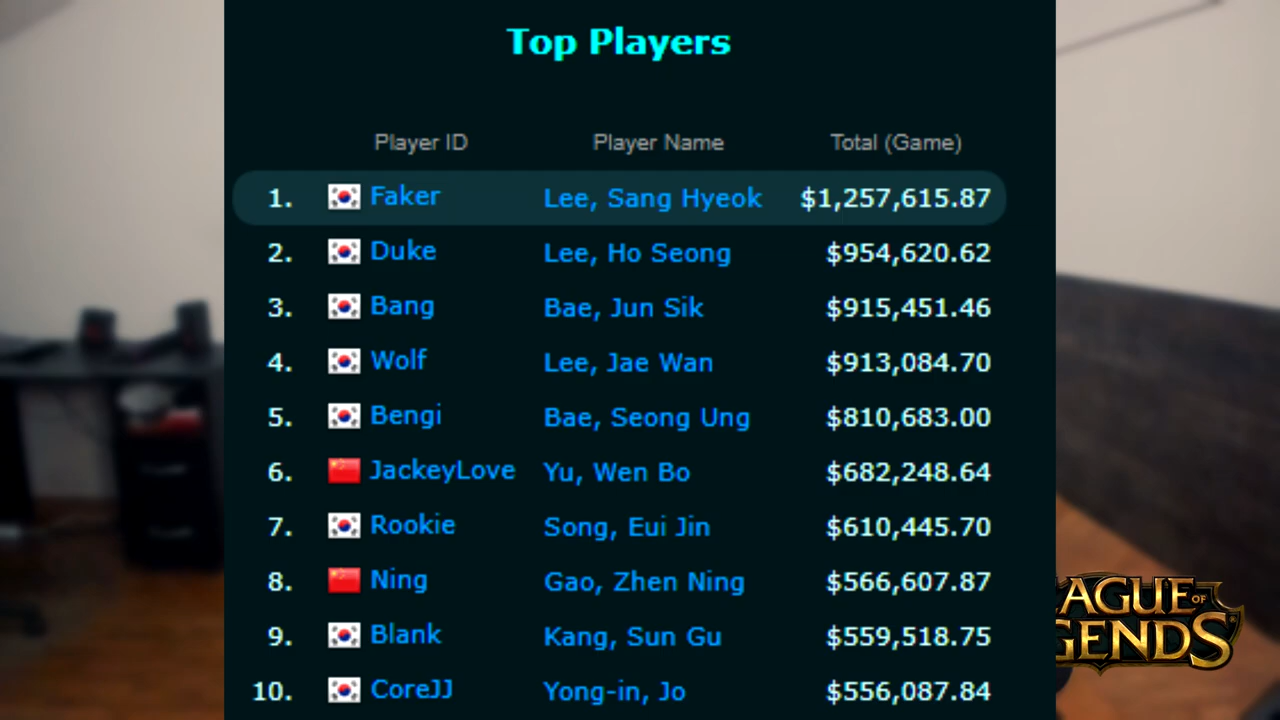 Top Players
Player ID Player Name Total (Game)
1. Faker Lee, Sang Hyeok $1,257,615.87
2. Duke Lee, Ho Seong $954,620.62
3. Bang Bae, Jun Sik $915,451.46
4. Wolf Lee, Jae Wan $913,084.70
5. Bengi Bae, Seong Ung $810,683.00
6. JackeyLove Yu, Wen Bo $682,248.64
7. Rookie Song, Eui Jin $610,445.70
8. Ning Gao, Zhen Ning $566,607.87
9. Blank Kang, Sun Gu $559,518.75
10. CoreJJ Yong-in, Jo $556,087.84
AGUE OF
GENDS